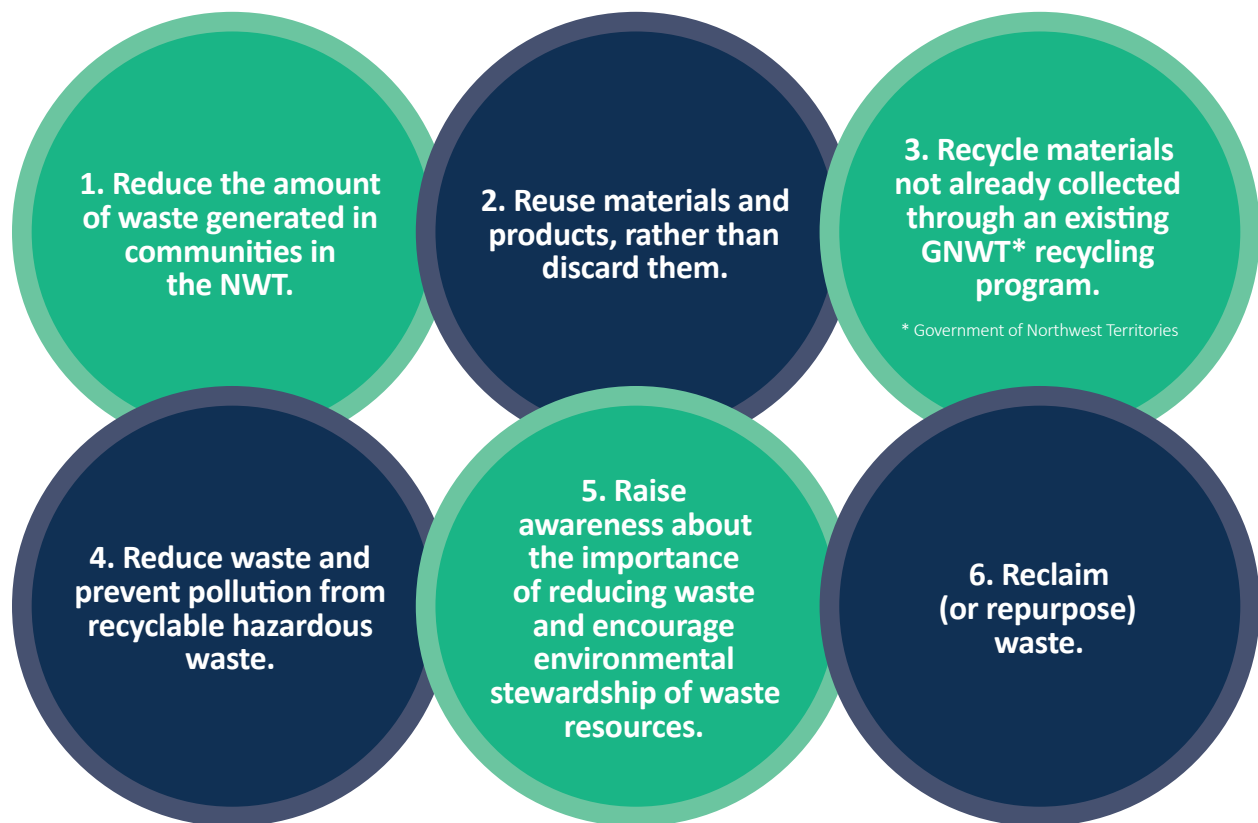 1. Reduce the amount
of waste generated in
communities in
the NWT.
2. Reuse materials and
products, rather than
discard them.
3. Recycle materials
not already collected
through an existing
GNWT* recycling
program.
* Government of Northwest Territories
4. Reduce waste and
prevent pollution from
recyclable hazardous
waste.
5. Raise
awareness about
the importance
of reducing waste
and encourage
environmental
stewardship of waste
resources.
6. Reclaim
(or repurpose)
waste.